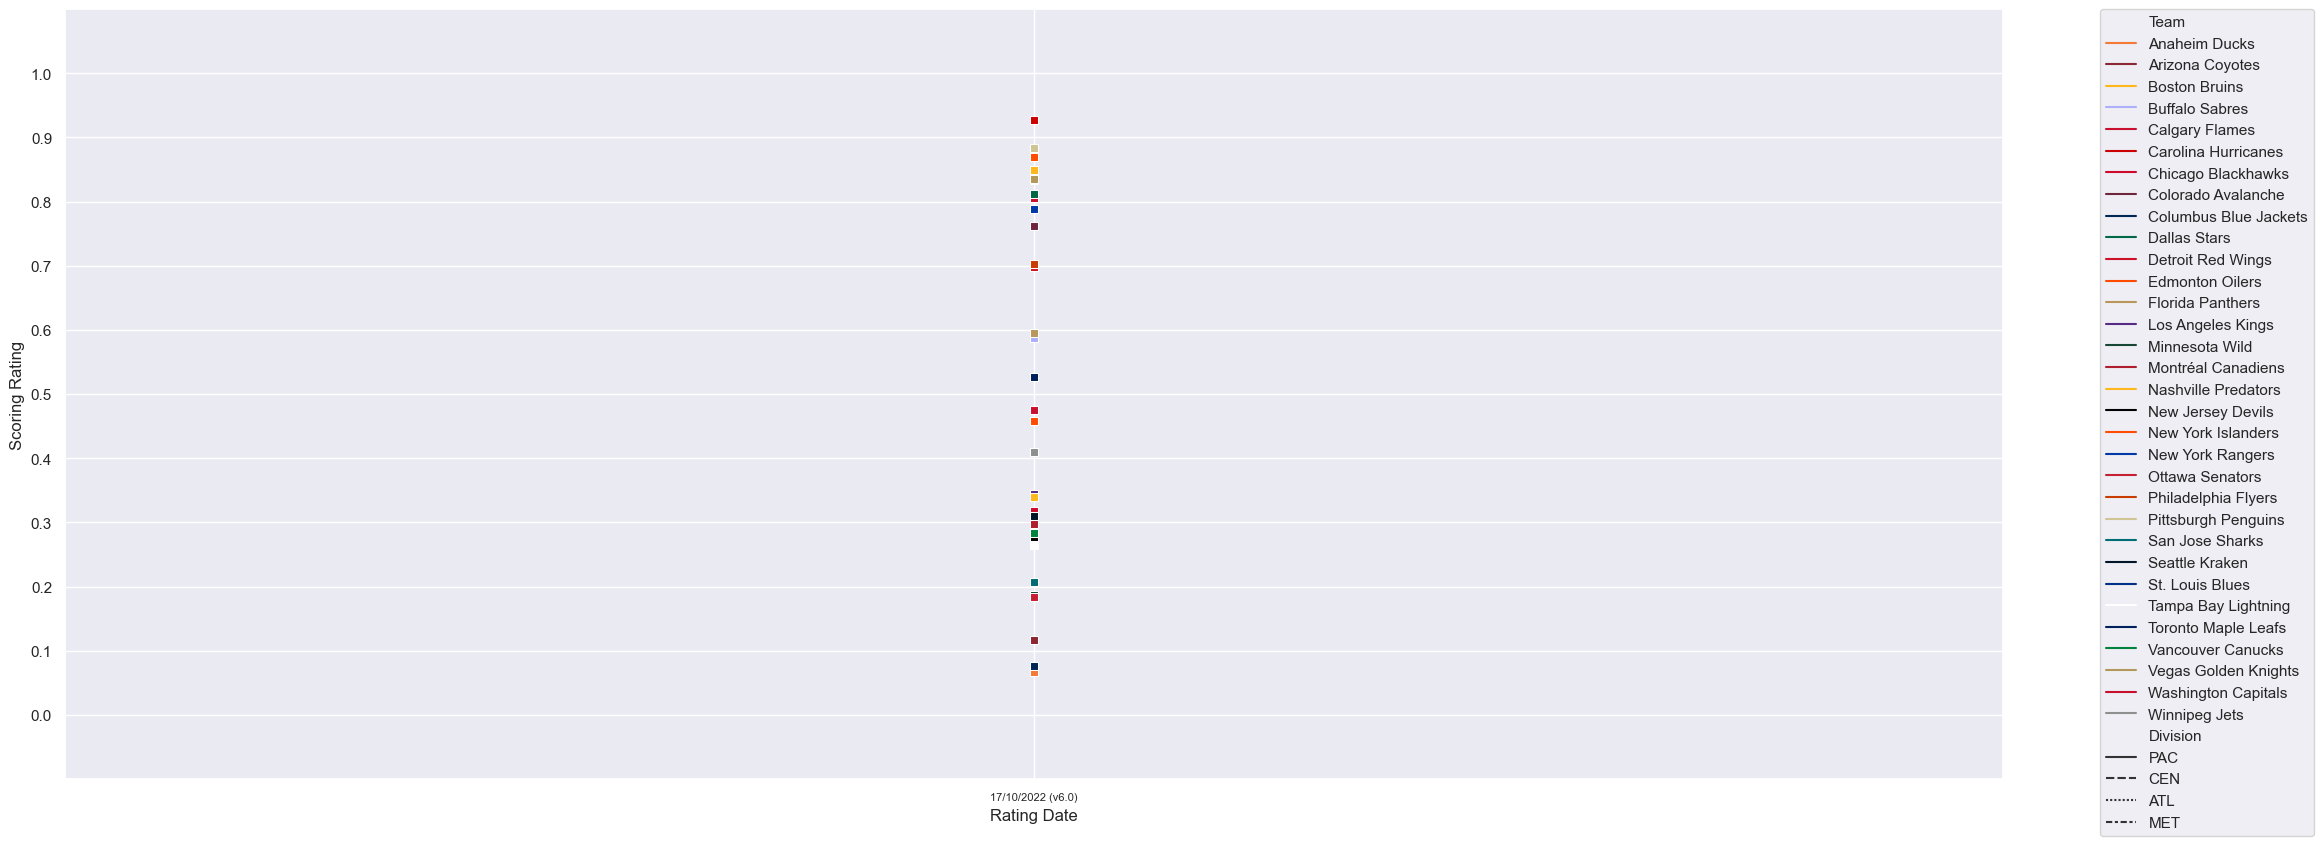 Scoring Rating
1.0
0.9
0.8
0.7
0.6
0.5
0.4
0.3
0.2
0.1
0.0
17/10/2022 (v6.0)
Rating Date
Team
Anaheim Ducks
Arizona Coyotes
Boston Bruins
Buffalo Sabres
Calgary Flames
Carolina Hurricanes
Chicago Blackhawks
Colorado Avalanche
Columbus Blue Jackets
Dallas Stars
Detroit Red Wings
Edmonton Oilers
Florida Panthers
Los Angeles Kings
Minnesota Wild
Montréal Canadiens
Nashville Predators
New Jersey Devils
New York Islanders
New York Rangers
Ottawa Senators
Philadelphia Flyers
Pittsburgh Penguins
San Jose Sharks
Seattle Kraken
St. Louis Blues
Tampa Bay Lightning
Toronto Maple Leafs
Vancouver Canucks
Vegas Golden Knights
Washington Capitals
Winnipeg Jets
Division
PAC
CEN
ATL
MET